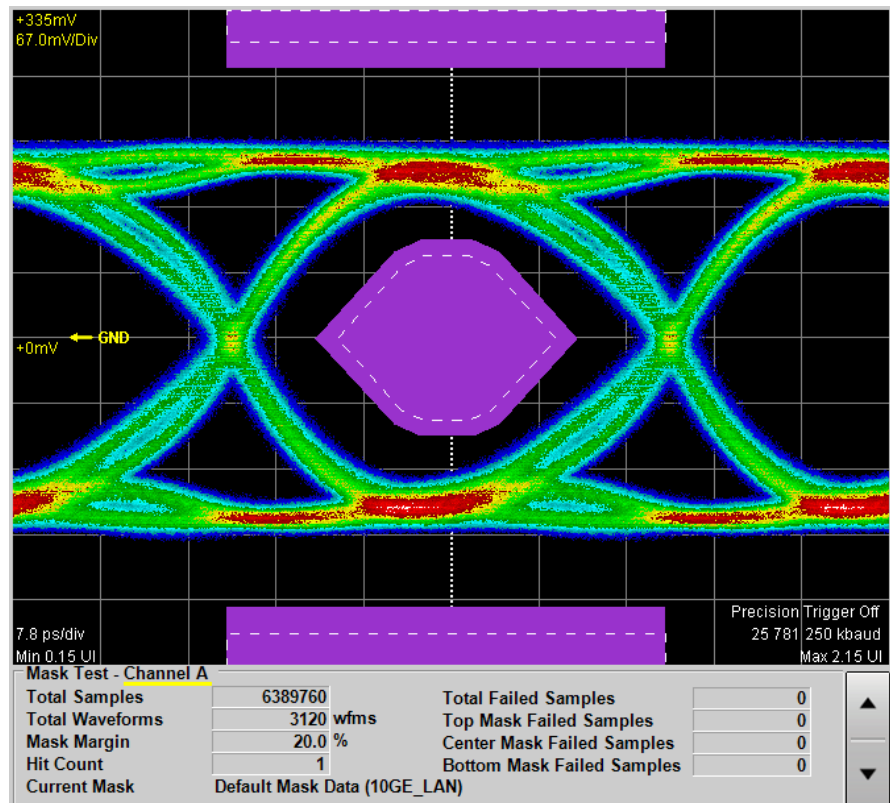 +335mV
67.0mV/Div
+0mV
GND
Precision Trigger Off
7.8 ps/div
25 781 250 kbaud
Min 0.15 UI
Max 2.15 UI
Mask Test - Channel A
Total Samples 6389760
Total Failed Samples 0
Total Waveforms 3120 wfms
Top Mask Failed Samples 0
Mask Margin 20.0 %
Center Mask Failed Samples 0
Hit Count 1
Bottom Mask Failed Samples 0
Current Mask Default Mask Data (10GE_LAN)